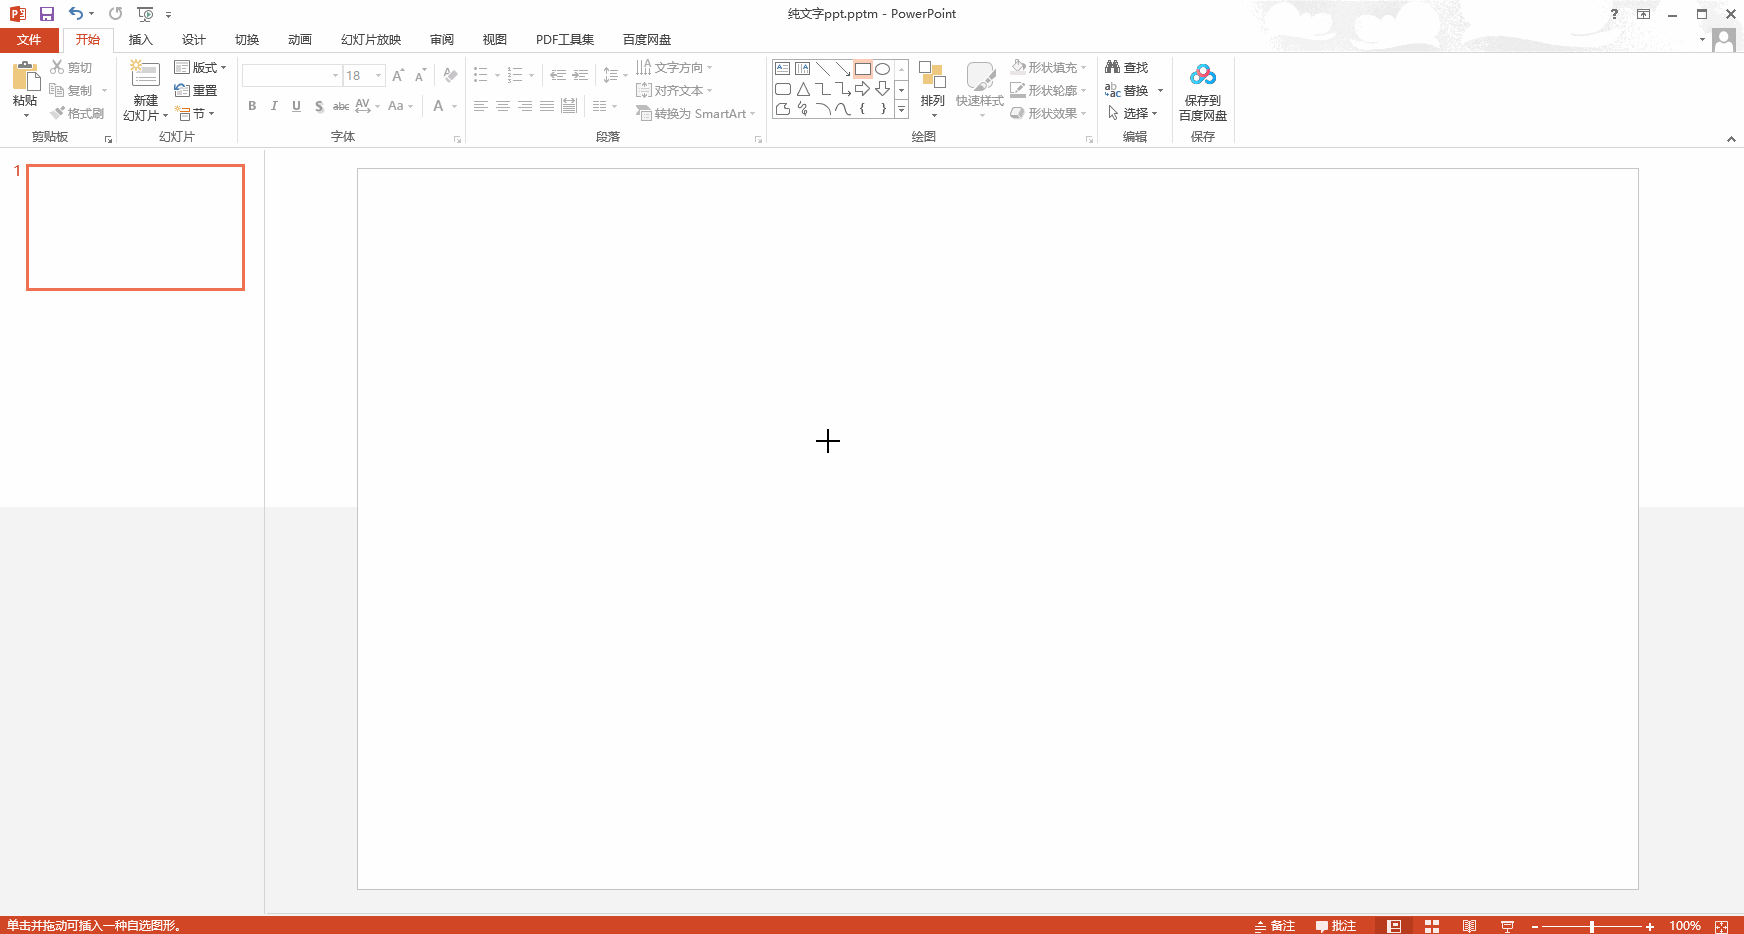 纯文字ppt.pptm - PowerPoint
?
文件 开始 插入 设计 切换 动画 幻灯片放映 审阅 视图 PDF工具集 百度网盘
粘贴 剪切 复制 格式刷
剪贴板
新建 幻灯片 版式 重置 节
幻灯片
18 A A
B I U S abc AV Aa A
字体
文字方向
对齐文本
转换为 SmartArt
段落
排列 快速样式 形状填充 形状轮廓 形状效果
绘图
查找
替换
选择
编辑
保存到
百度网盘
保存
1
单击并拖动可插入一种自选图形。
备注 批注 100%